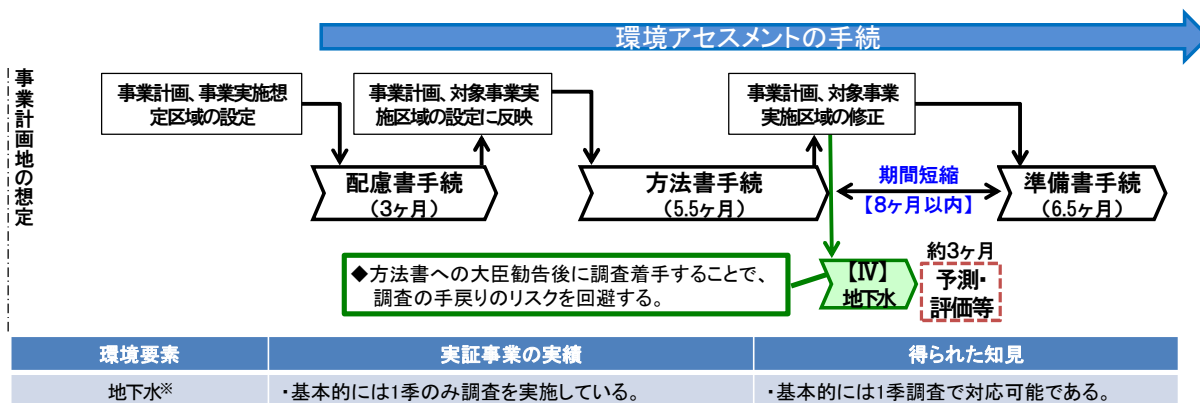 環境アセスメントの手続
事業計画地の想定
事業計画、事業実施想
定区域の設定
事業計画、対象事業実
施区域の設定に反映
事業計画、対象事業
実施区域の修正
配慮書手続
(3ヶ月)
方法書手続
(5.5ヶ月)
期間短縮
【8ヶ月以内】
準備書手続
(6.5ヶ月)
◆方法書への大臣勧告後に調査着手することで、
調査の手戻りのリスクを回避する。
【Ⅳ】
地下水
約3ヶ月
予測・
評価等
環境要素 実証事業の実績 得られた知見
地下水※ ・基本的には1季のみ調査を実施している。 ・基本的には1季調査で対応可能である。